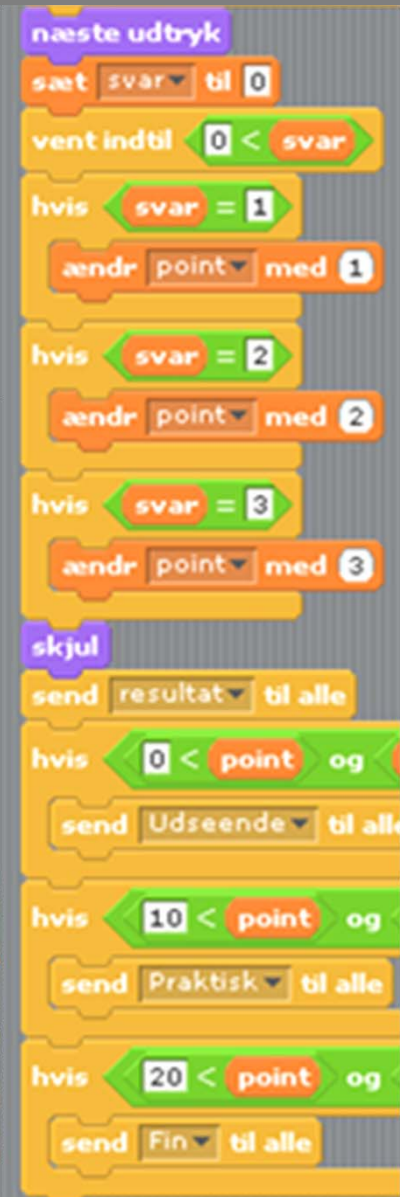 næste udtryk
sæt svar til 0
vent indtil 0 < svar
hvis svar = 1
ændr point med 1
hvis svar = 2
ændr point med 2
hvis svar = 3
ændr point med 3
skjul
send resultat til alle
hvis 0 < point og
send Udseende til alle
hvis 10 < point og
send Praktisk til alle
hvis 20 < point og
send Fin til alle